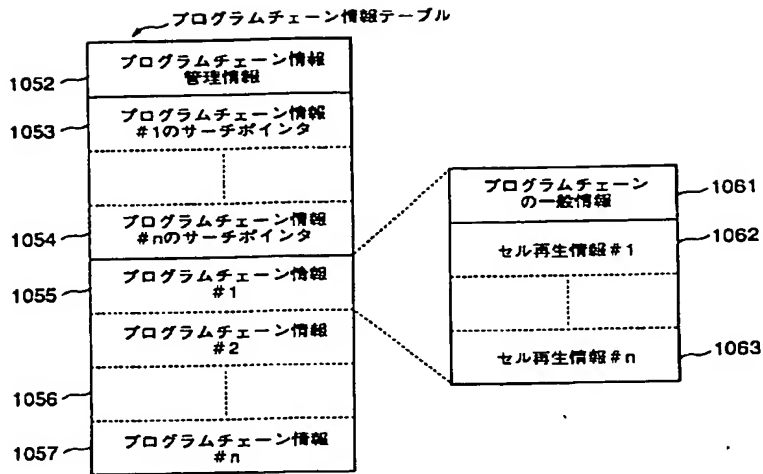 プログラムチェーン情報テーブル
1052
プログラムチェーン情報
管理情報
1053
プログラムチェーン情報
#1のサーチポインタ
1054
プログラムチェーン情報
#nのサーチポインタ
1055
プログラムチェーン情報
#1
プログラムチェーン情報
#2
1056
1057
プログラムチェーン情報
#n
プログラムチェーン
の一般情報
1061
セル再生情報#1
1062
セル再生情報#n
1063